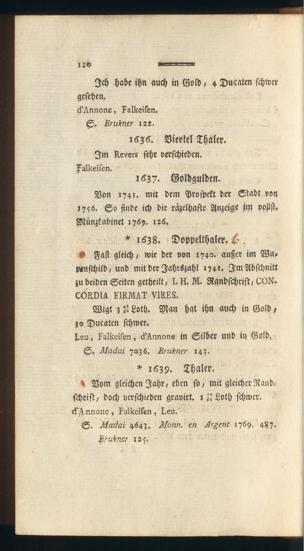 120
Ich habe ihn auch in Gold, 4 Ducaten schwer
gesehen.
d'Annone, Falkeisen.
S. Brukner 122.
1636. Viertel Thaler.
Im Revers sehr verschieden.
Falkeisen.
1637. Goldgulden.
Von 1741. mit dem Prospekt der Stadt von
1756. So finde ich die räzelhafte Anzeige im vollst.
Münzkabinet 1769. 126.
* 1638. Doppelthaler.
Fast gleich, wie der von 1740. außer im Wa-
penschild, und mit der Jahrszahl 1741. Im Abschnitt
zu beiden Seiten getheilt, I. H. M. Randschrift, CON-
CORDIA FIRMAT VIRES.
Wigt 3 Loth. Man hat ihn auch in Gold,
30 Ducaten schwer.
Leu, Falkeisen, d'Annone in Silber und in Gold.
S. Madai 7036. Brukner 143.
* 1639. Thaler.
Vom gleichen Jahr, eben so, mit gleicher Rand-
schrift, doch verschieden gravirt. 1 Loth schwer.
d'Annone, Falkeisen, Leu.
S. Madai 4643. Monn. en Argent 1769. 487.
Brukner 125.